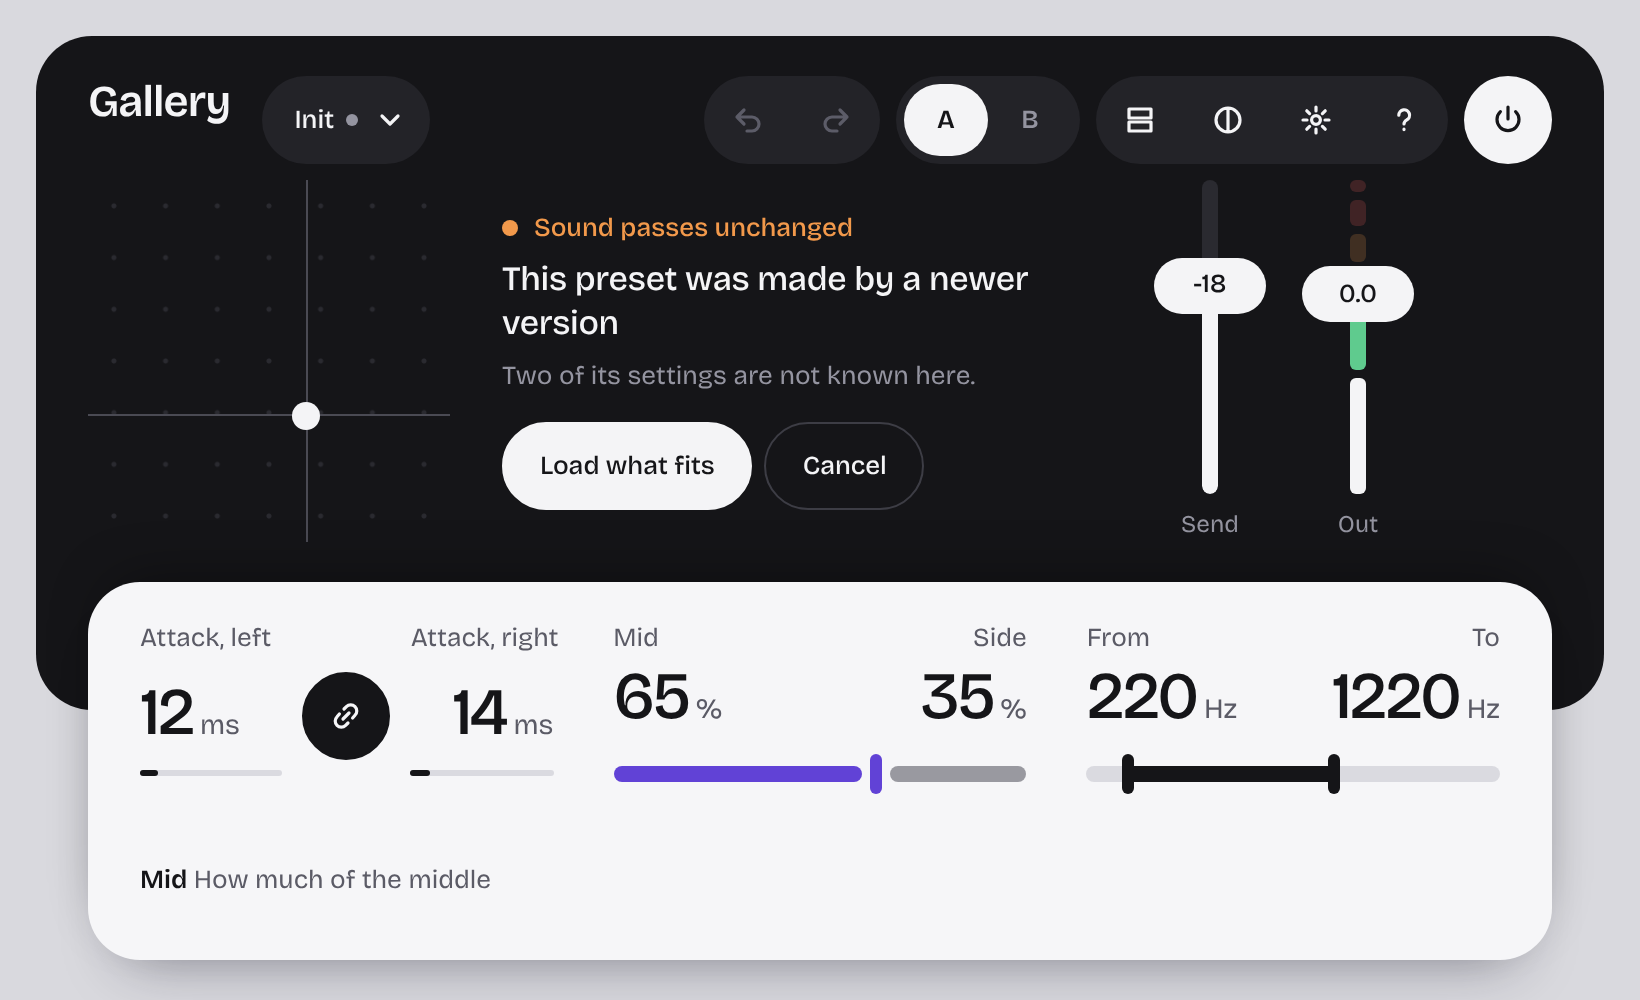 Gallery
Init
A
B
?
Sound passes unchanged
This preset was made by a newer
version
Two of its settings are not known here.
Load what fits
Cancel
-18
0.0
Send
Out
Attack, left
Attack, right
Mid
Side
From
To
12 ms
14 ms
65 %
35 %
220 Hz
1220 Hz
Mid How much of the middle